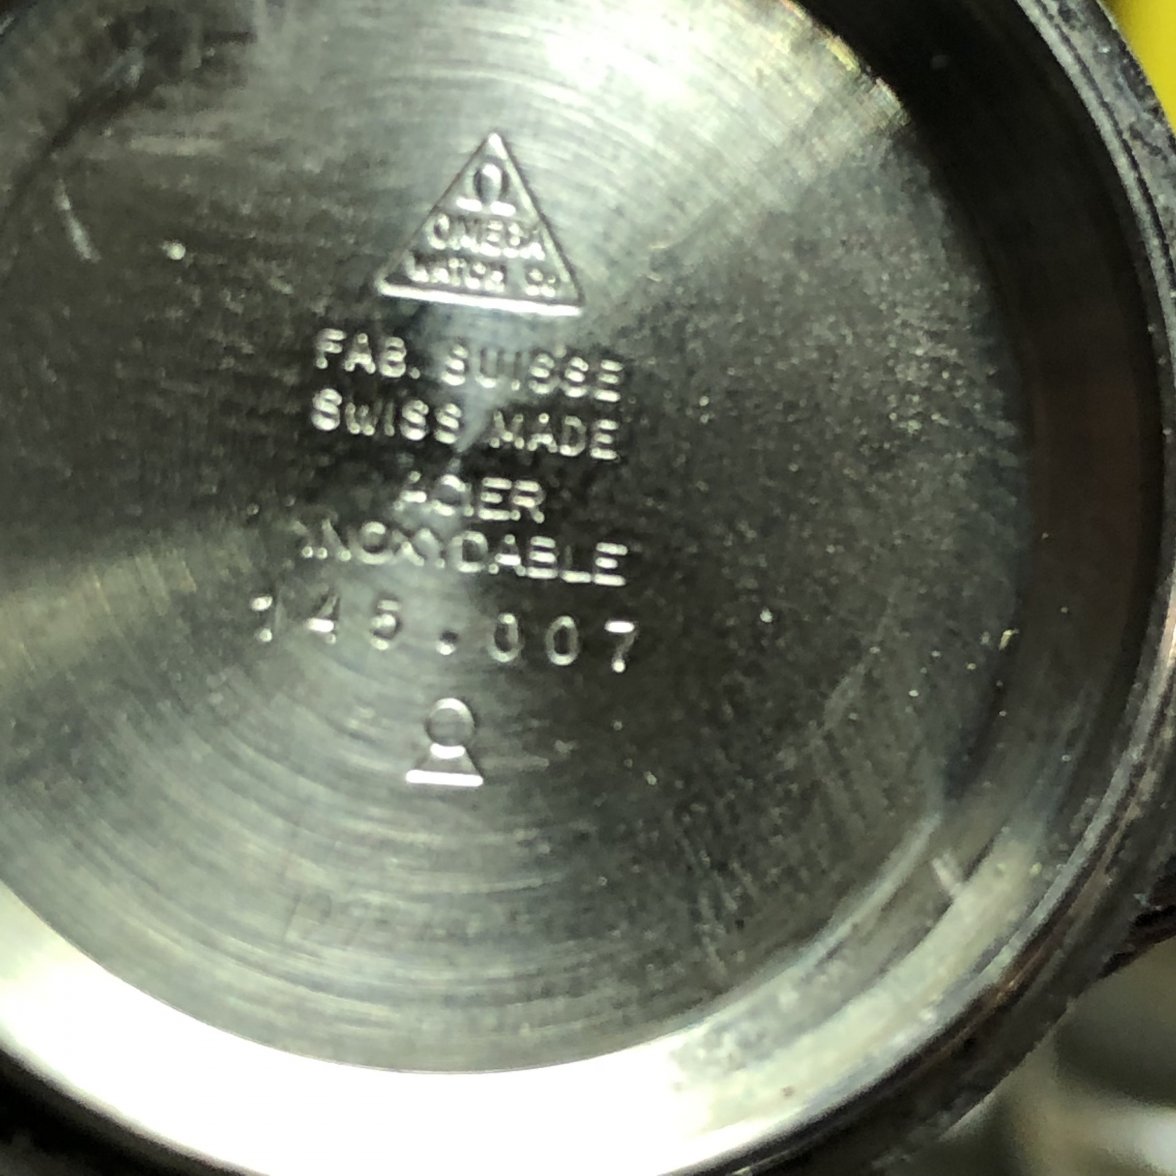 Ω
OMEGA
WATCH Co
FAB. SUISSE
SWISS MADE
ACIER
INOXYDABLE
145.007